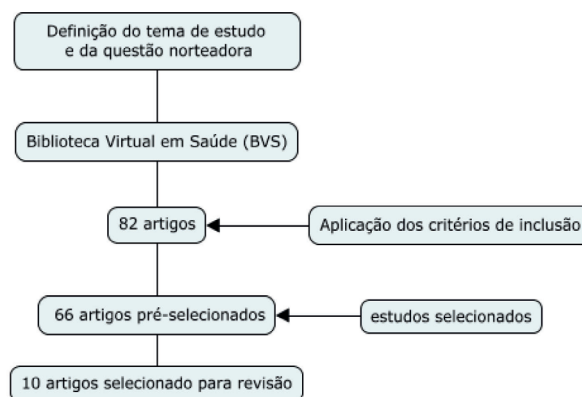 Definição do tema de estudo
e da questão norteadora
Biblioteca Virtual em Saúde (BVS)
82 artigos
Aplicação dos critérios de inclusão
66 artigos pré-selecionados
estudos selecionados
10 artigos selecionado para revisão